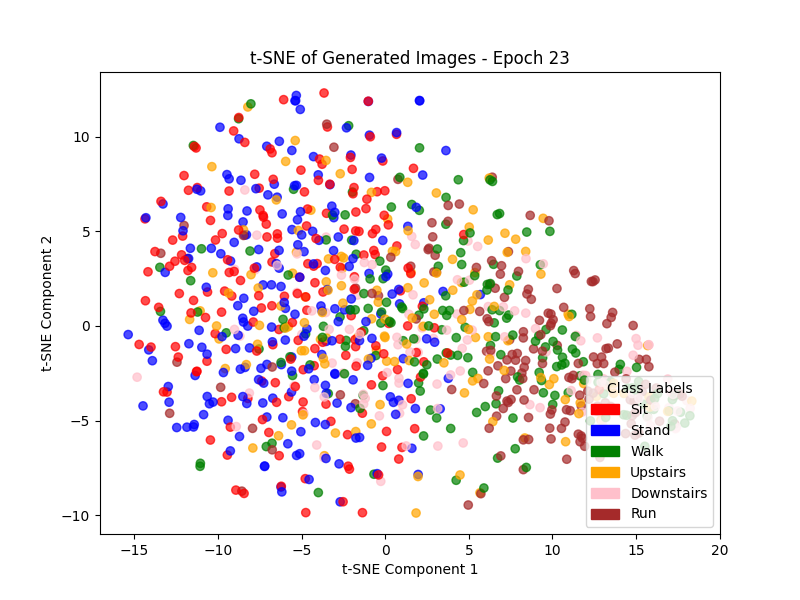 t-SNE of Generated Images - Epoch 23
10
5
0
−5
−10
t-SNE Component 2
−15
−10
−5
0
5
10
15
20
t-SNE Component 1
Class Labels
Sit
Stand
Walk
Upstairs
Downstairs
Run